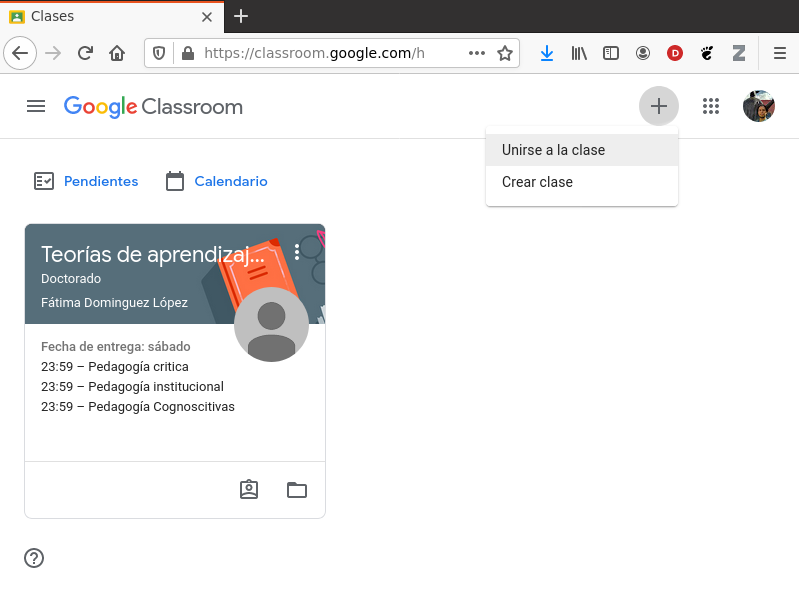 Clases
https://classroom.google.com/h
D
Google Classroom
Unirse a la clase
Crear clase
Pendientes
Calendario
Teorías de aprendizaj...
Doctorado
Fátima Dominguez López
Fecha de entrega: sábado
23:59 – Pedagogía critica
23:59 – Pedagogía institucional
23:59 – Pedagogía Cognoscitivas